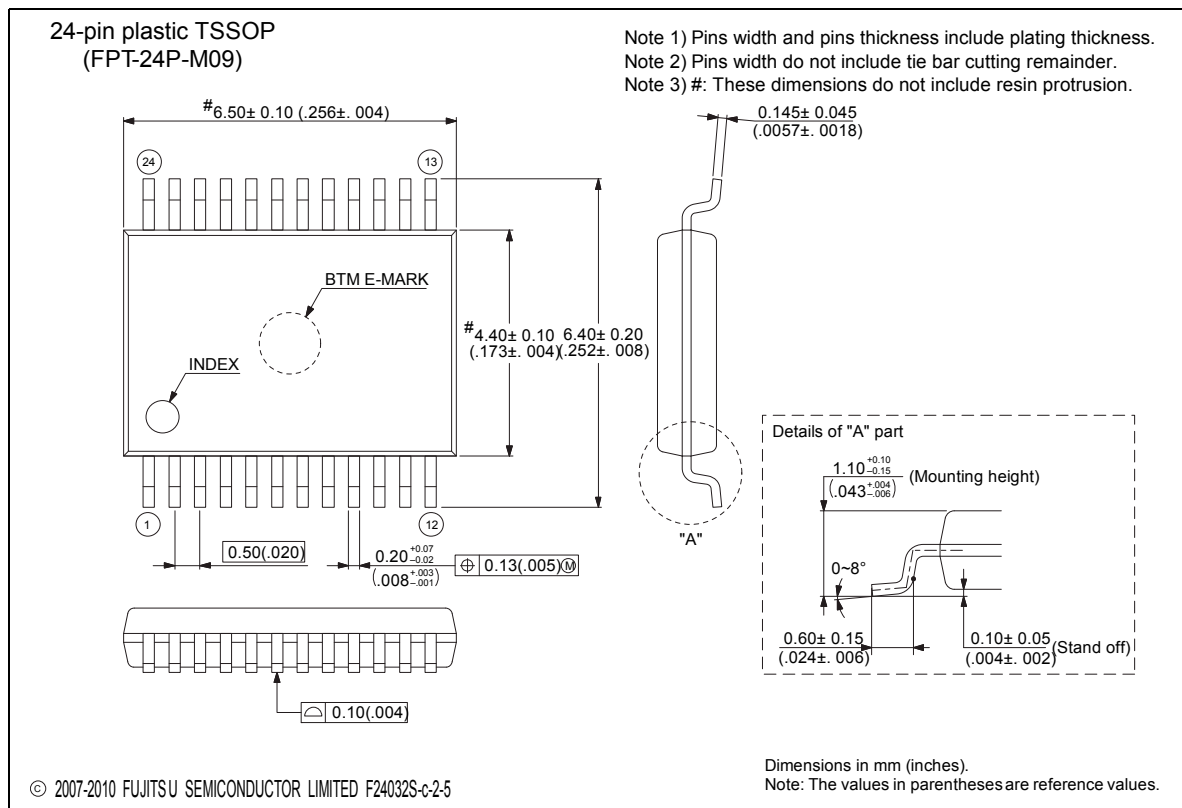 24-pin plastic TSSOP
(FPT-24P-M09)
Note 1) Pins width and pins thickness include plating thickness.
Note 2) Pins width do not include tie bar cutting remainder.
Note 3) #: These dimensions do not include resin protrusion.
#6.50± 0.10 (.256±. 004)
0.145± 0.045
(.0057±. 0018)
24
13
BTM E-MARK
INDEX
#4.40± 0.10
(.173±. 004)
6.40± 0.20
(.252±. 008)
1
12
"A"
0.50(.020)
0.20 +0.07 –0.02
(.008 +.003 –.001)
⌖ 0.13(.005)Ⓜ
Details of "A" part
1.10 +0.10 –0.15
(.043 +.004 –.006)
(Mounting height)
0~8°
0.60± 0.15
(.024±. 006)
0.10± 0.05
(.004±. 002)
(Stand off)
⌓ 0.10(.004)
Dimensions in mm (inches).
Note: The values in parentheses are reference values.
© 2007-2010 FUJITSU SEMICONDUCTOR LIMITED F24032S-c-2-5